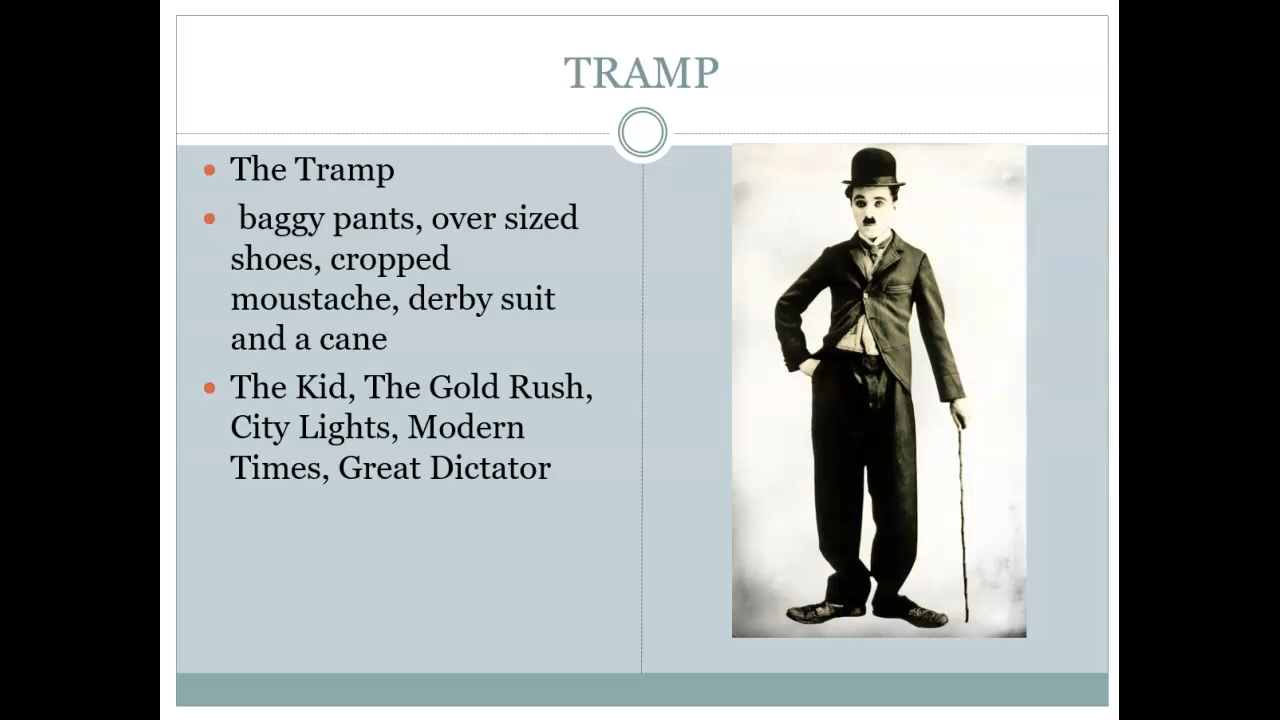 TRAMP
The Tramp
baggy pants, over sized
shoes, cropped
moustache, derby suit
and a cane
The Kid, The Gold Rush,
City Lights, Modern
Times, Great Dictator